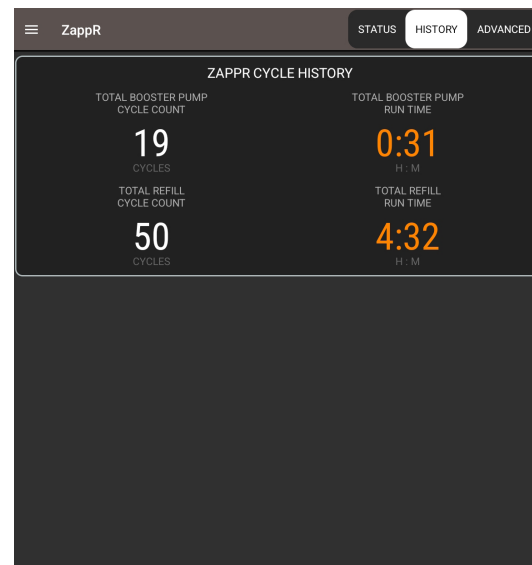 ZappR
STATUS
HISTORY
ADVANCED
ZAPPR CYCLE HISTORY
TOTAL BOOSTER PUMP
CYCLE COUNT
19
CYCLES
TOTAL BOOSTER PUMP
RUN TIME
0:31
H : M
TOTAL REFILL
CYCLE COUNT
50
CYCLES
TOTAL REFILL
RUN TIME
4:32
H : M